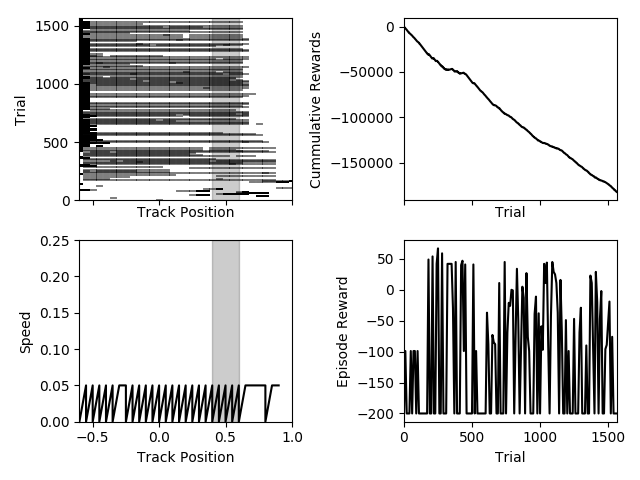 1500
1000
500
0
Trial
Track Position
0
−50000
−100000
−150000
Cummulative Rewards
Trial
0.25
0.20
0.15
0.10
0.05
0.00
Speed
−0.5 0.0 0.5 1.0
Track Position
50
0
−50
−100
−150
−200
Episode Reward
0 500 1000 1500
Trial